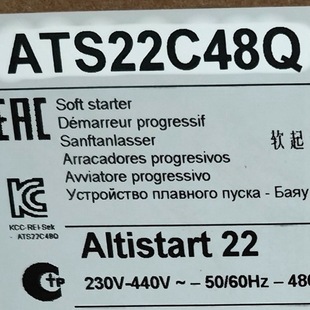 ATS22C48Q
EAC
Soft starter
Démarreur progressif
Sanftanlasser
软起
Arracadores progresivos
Avviatore progressivo
Устройство плавного пуска - Баяу
KC
KCC-REI-Sek
- ATS22C48Q
Altistart 22
230V-440V ~ – 50/60Hz – 480